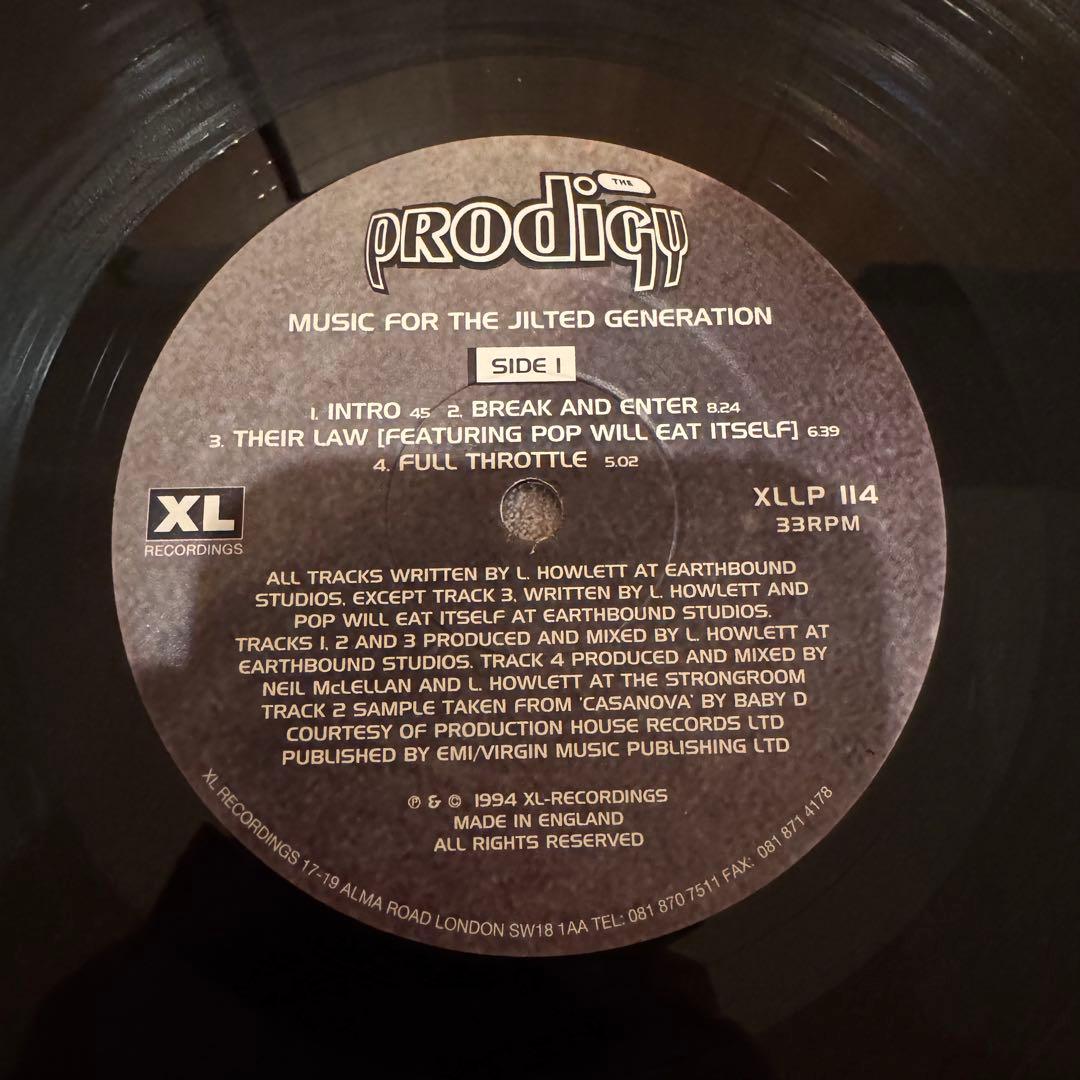 THE
PRODIGY
MUSIC FOR THE JILTED GENERATION
SIDE 1
1. INTRO 45 2. BREAK AND ENTER 8.24
3. THEIR LAW [FEATURING POP WILL EAT ITSELF] 6.39
4. FULL THROTTLE 5.02
XL
RECORDINGS
XLLP 114
33RPM
ALL TRACKS WRITTEN BY L. HOWLETT AT EARTHBOUND
STUDIOS, EXCEPT TRACK 3, WRITTEN BY L. HOWLETT AND
POP WILL EAT ITSELF AT EARTHBOUND STUDIOS.
TRACKS 1, 2 AND 3 PRODUCED AND MIXED BY L. HOWLETT AT
EARTHBOUND STUDIOS. TRACK 4 PRODUCED AND MIXED BY
NEIL McLELLAN AND L. HOWLETT AT THE STRONGROOM
TRACK 2 SAMPLE TAKEN FROM 'CASANOVA' BY BABY D
COURTESY OF PRODUCTION HOUSE RECORDS LTD
PUBLISHED BY EMI/VIRGIN MUSIC PUBLISHING LTD
℗ & © 1994 XL-RECORDINGS
MADE IN ENGLAND
ALL RIGHTS RESERVED
XL RECORDINGS 17-19 ALMA ROAD LONDON SW18 1AA TEL: 081 870 7511 FAX: 081 871 4178